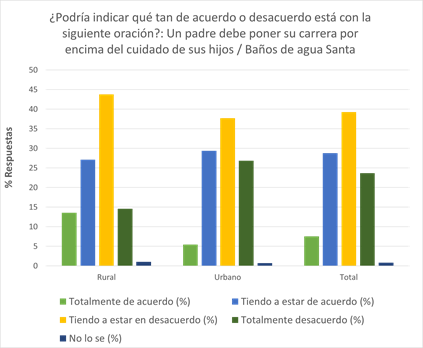 ¿Podría indicar qué tan de acuerdo o desacuerdo está con la
siguiente oración?: Un padre debe poner su carrera por
encima del cuidado de sus hijos / Baños de agua Santa
50
45
40
35
30
25
20
15
10
5
0
% Respuestas
Rural Urbano Total
Totalmente de acuerdo (%) Tiendo a estar de acuerdo (%)
Tiendo a estar en desacuerdo (%) Totalmente desacuerdo (%)
No lo se (%)